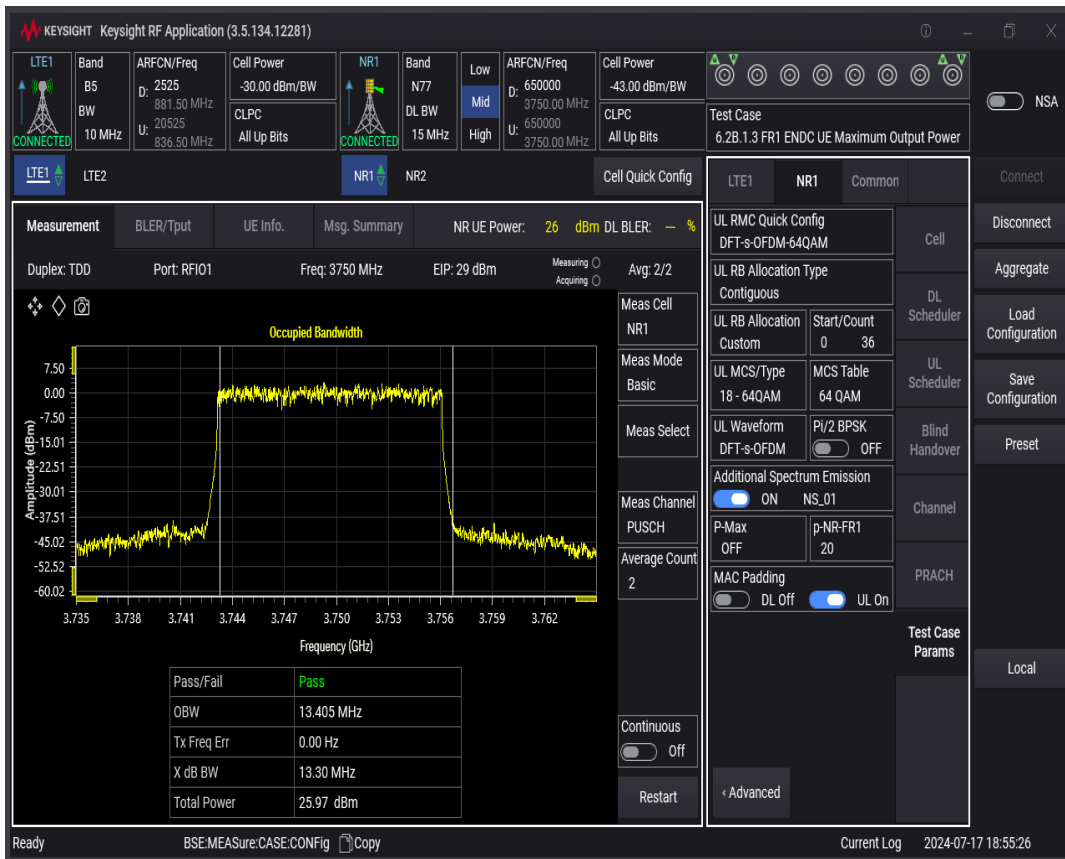 KEYSIGHT Keysight RF Application (3.5.134.12281)
LTE1
CONNECTED
Band
B5
BW
10 MHz
ARFCN/Freq
D: 2525
881.50 MHz
U: 20525
836.50 MHz
Cell Power
-30.00 dBm/BW
CLPC
All Up Bits
NR1
CONNECTED
Band
N77
DL BW
15 MHz
Low
Mid
High
ARFCN/Freq
D: 650000
3750.00 MHz
U: 650000
3750.00 MHz
Cell Power
-43.00 dBm/BW
CLPC
All Up Bits
Test Case
6.2B.1.3 FR1 ENDC UE Maximum Output Power
NSA
LTE1 LTE2 NR1 NR2 Cell Quick Config
Measurement BLER/Tput UE Info. Msg. Summary NR UE Power: 26 dBm DL BLER: — %
Duplex: TDD Port: RFIO1 Freq: 3750 MHz EIP: 29 dBm Measuring Acquiring Avg: 2/2
Occupied Bandwidth
Amplitude (dBm)
7.50
0.00
-7.50
-15.01
-22.51
-30.01
-37.51
-45.02
-52.52
-60.02
3.735 3.738 3.741 3.744 3.747 3.750 3.753 3.756 3.759 3.762
Frequency (GHz)
Pass/Fail Pass
OBW 13.405 MHz
Tx Freq Err 0.00 Hz
X dB BW 13.30 MHz
Total Power 25.97 dBm
Meas Cell
NR1
Meas Mode
Basic
Meas Select
Meas Channel
PUSCH
Average Count
2
Continuous
Off
Restart
LTE1 NR1 Common
UL RMC Quick Config
DFT-s-OFDM-64QAM
UL RB Allocation Type
Contiguous
UL RB Allocation Start/Count
Custom 0 36
UL MCS/Type MCS Table
18 - 64QAM 64 QAM
UL Waveform Pi/2 BPSK
DFT-s-OFDM OFF
Additional Spectrum Emission
ON NS_01
P-Max p-NR-FR1
OFF 20
MAC Padding
DL Off UL On
‹ Advanced
Cell
DL
Scheduler
UL
Scheduler
Blind
Handover
Channel
PRACH
Test Case
Params
Connect
Disconnect
Aggregate
Load
Configuration
Save
Configuration
Preset
Local
Ready BSE:MEASure:CASE:CONFig Copy Current Log 2024-07-17 18:55:26